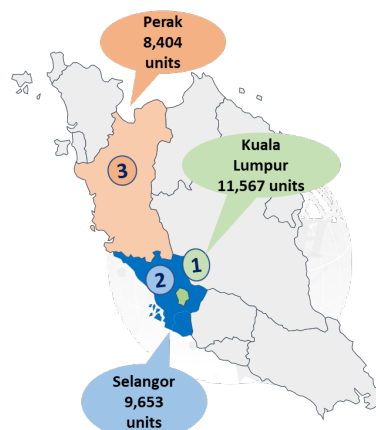 Perak
8,404
units
Kuala
Lumpur
11,567 units
3
1
2
Selangor
9,653
units